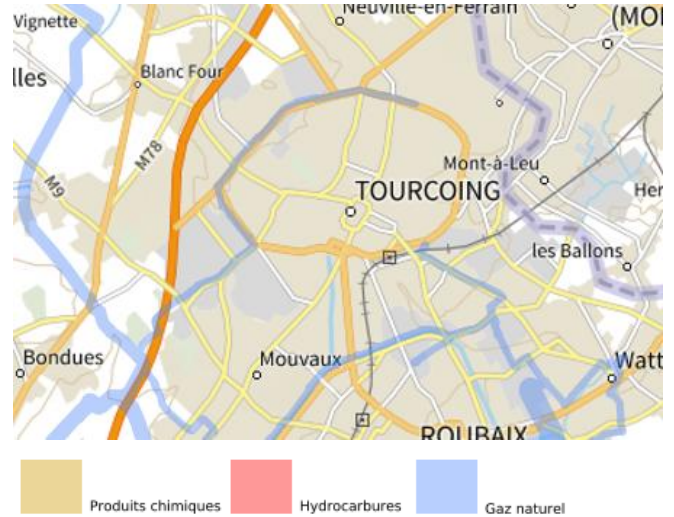 Neuville-en-Ferrain
Vignette
(MO
lles
Blanc Four
M78
Mont-à-Leu
M9
TOURCOING
Her
les Ballons
Bondues
Mouvaux
Watt
ROUBAIX
Produits chimiques
Hydrocarbures
Gaz naturel